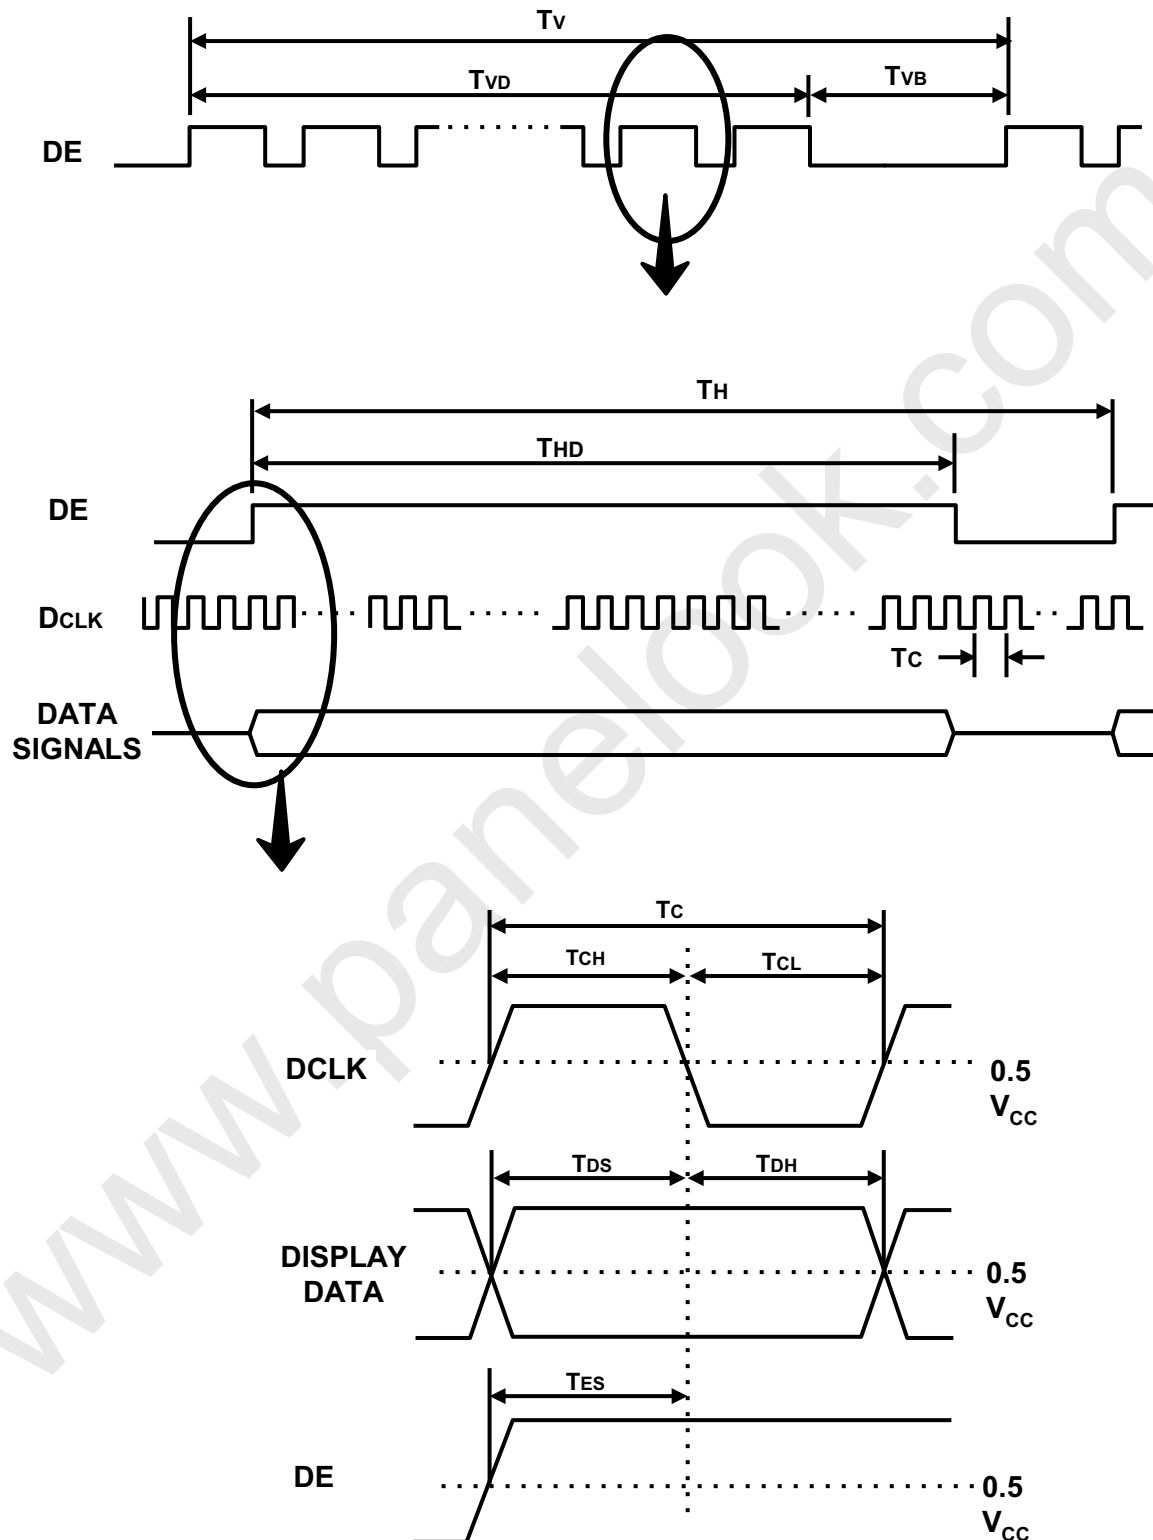 TV
TVD
TVB
DE
TH
THD
DE
DCLK
TC
DATA
SIGNALS
TC
TCH
TCL
DCLK
0.5
VCC
TDS
TDH
DISPLAY
DATA
0.5
VCC
TES
DE
0.5
VCC
www.panelook.com